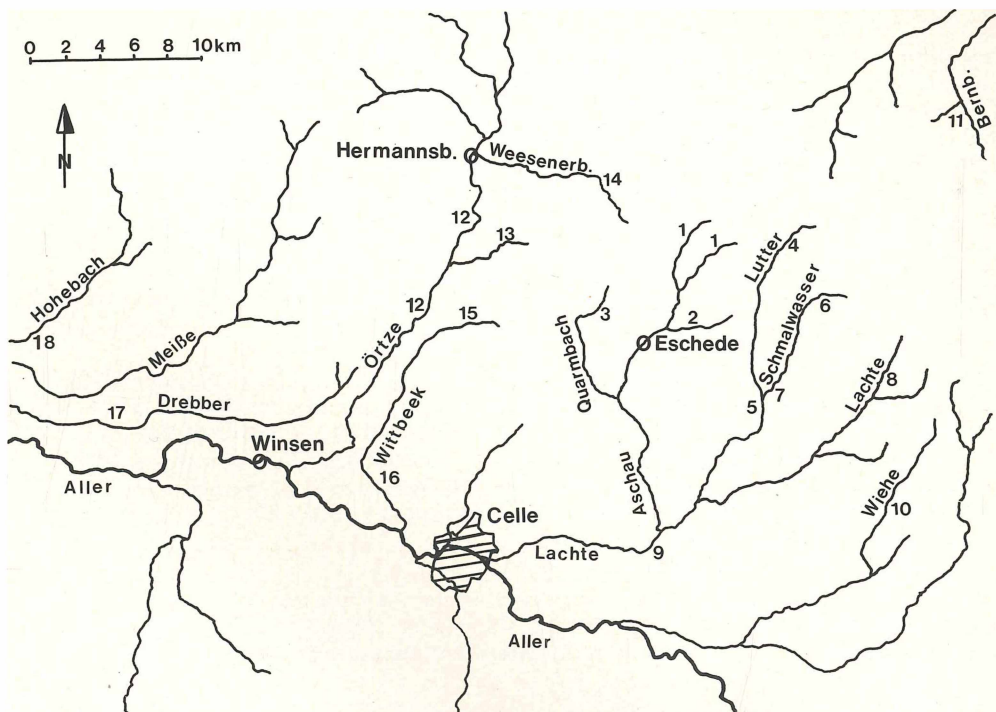 0 2 4 6 8 10km
N
Hermannsb.
Weesenerb.
14
Bernb.
11
12
13
1
1
Lutter
4
Schmalwasser
6
Hohebach
18
Meiße
12
Örtze
15
Wittbeek
16
Quarmbach
3
2
Eschede
5
7
Lachte
8
17
Drebber
Winsen
Aller
Celle
Aschau
Lachte
9
Wiehe
10
Aller